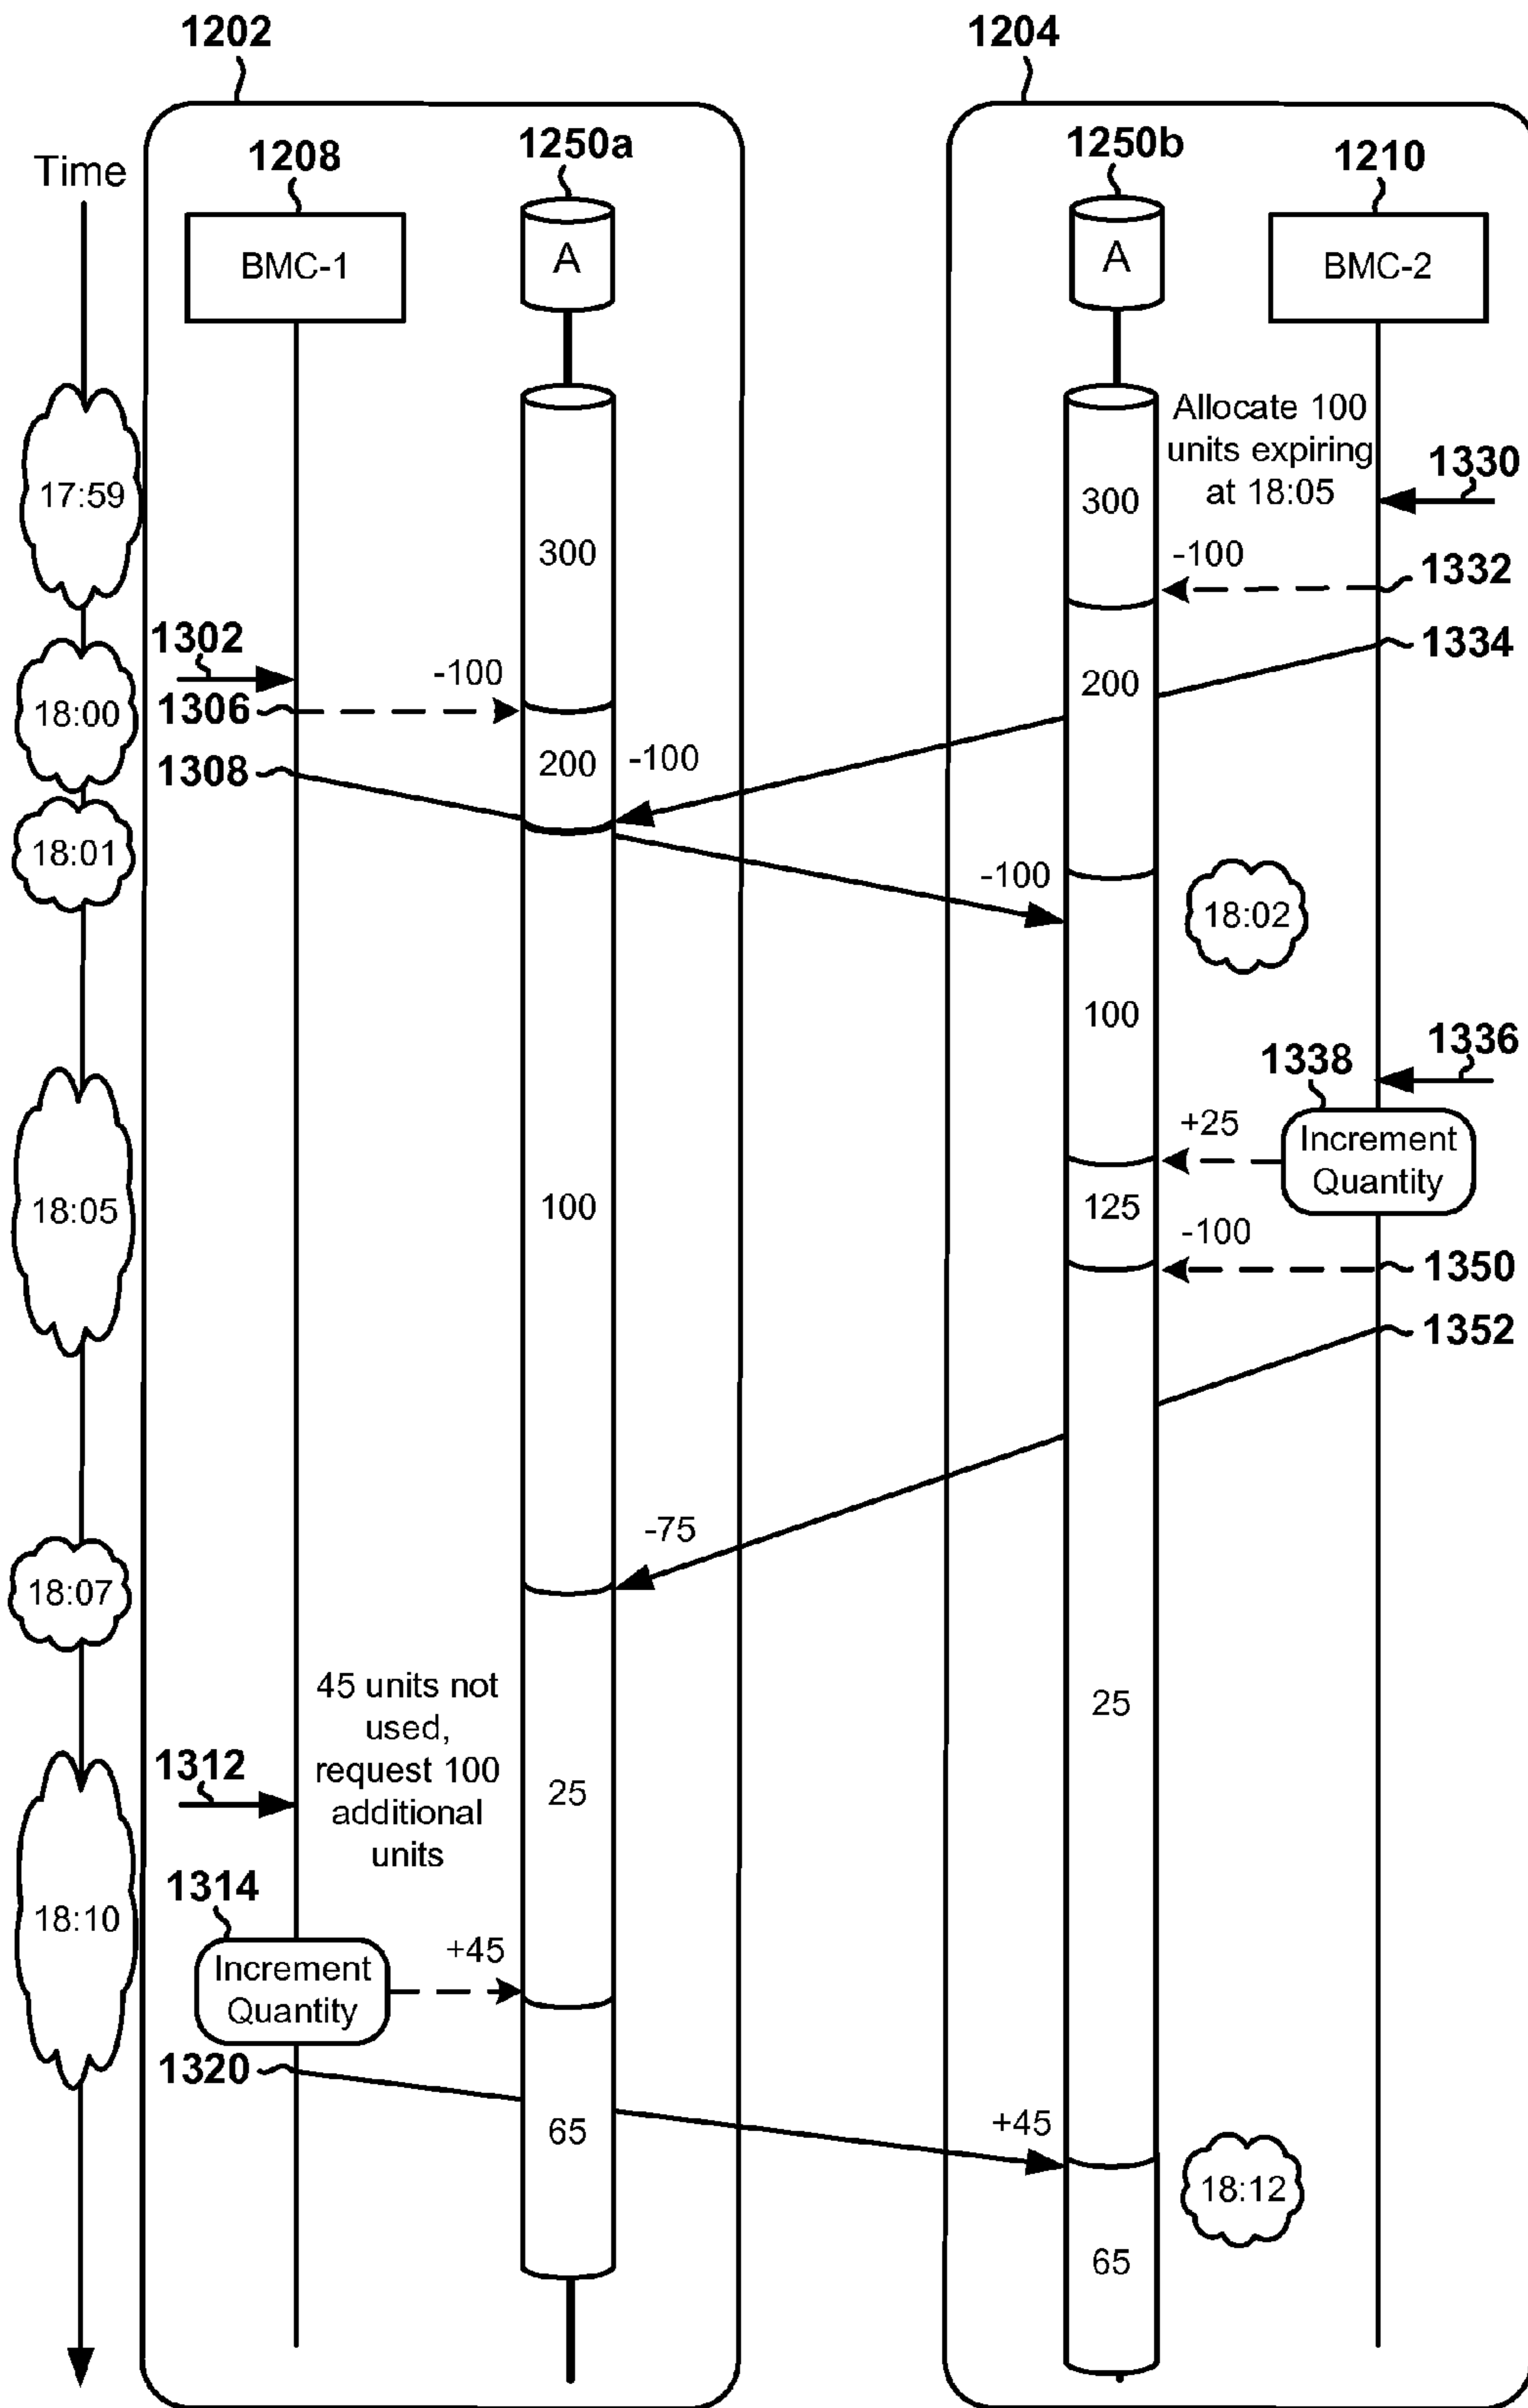 1202
1204
Time
1208
1250a
1250b
1210
BMC-1
A
A
BMC-2
Allocate 100
units expiring
at 18:05
1330
17:59
300
300
-100
1332
1302
-100
1334
1306
200
18:00
1308
200
-100
18:01
-100
18:02
100
1336
1338
+25
Increment
Quantity
18:05
100
125
-100
1350
1352
-75
18:07
45 units not
used,
request 100
additional
units
25
1312
25
1314
18:10
Increment
Quantity
+45
1320
65
+45
18:12
65